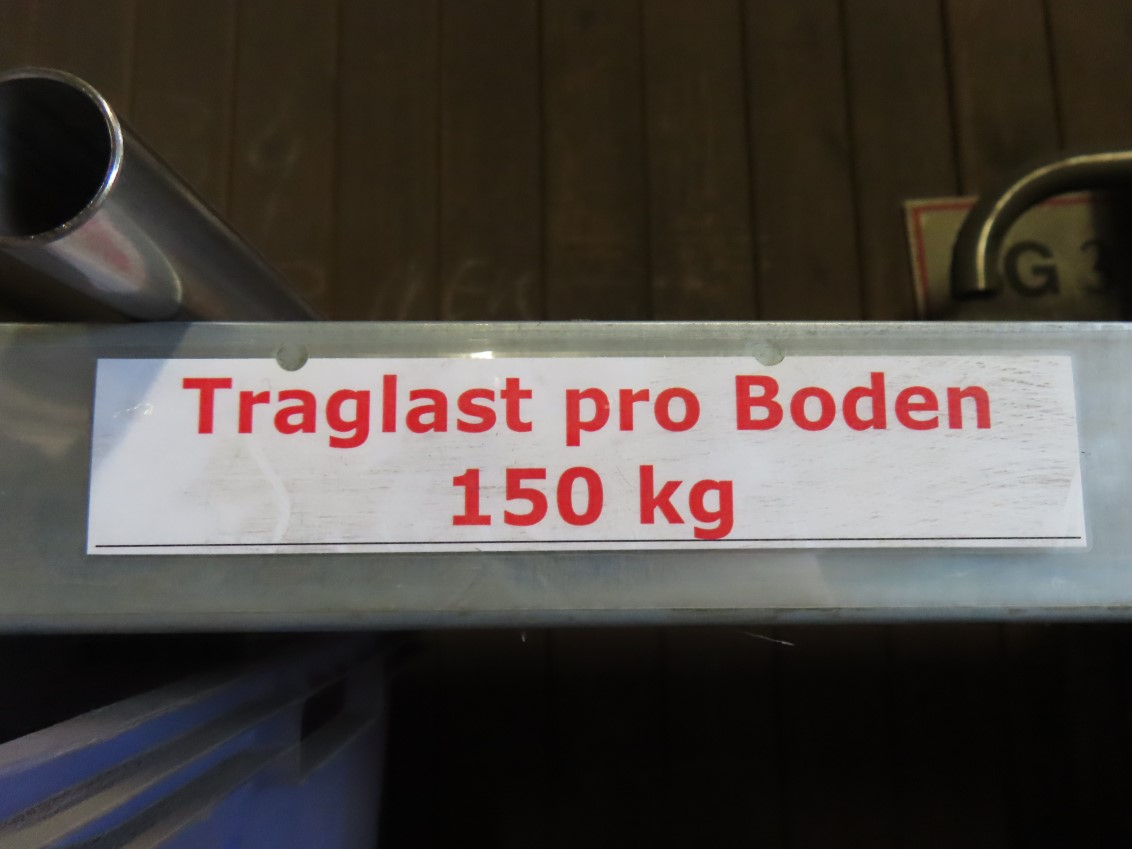 G
Traglast pro Boden
150 kg